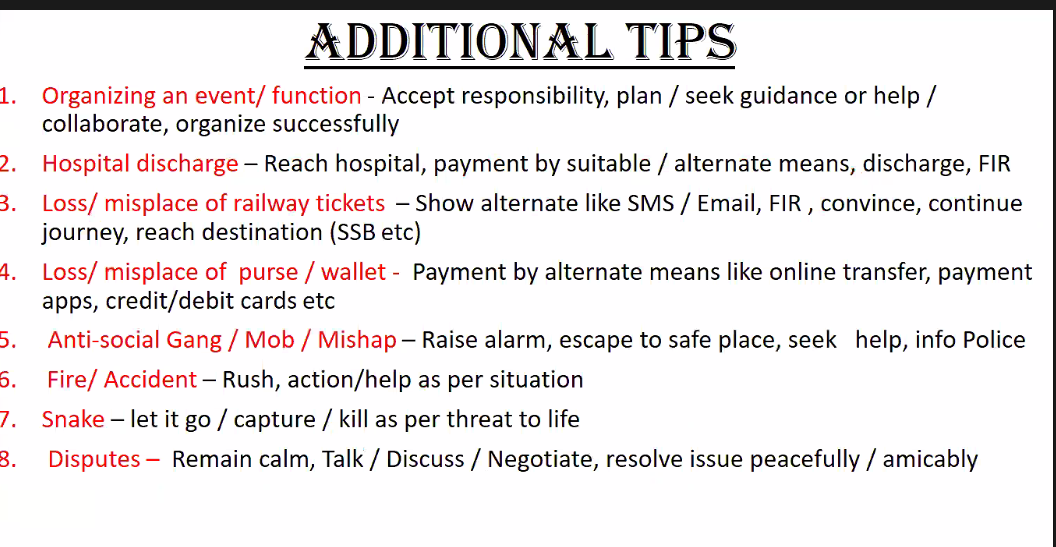 ADDITIONAL TIPS
1. Organizing an event/ function - Accept responsibility, plan / seek guidance or help /
collaborate, organize successfully
2. Hospital discharge – Reach hospital, payment by suitable / alternate means, discharge, FIR
3. Loss/ misplace of railway tickets – Show alternate like SMS / Email, FIR , convince, continue
journey, reach destination (SSB etc)
4. Loss/ misplace of purse / wallet - Payment by alternate means like online transfer, payment
apps, credit/debit cards etc
5. Anti-social Gang / Mob / Mishap – Raise alarm, escape to safe place, seek help, info Police
6. Fire/ Accident – Rush, action/help as per situation
7. Snake – let it go / capture / kill as per threat to life
8. Disputes – Remain calm, Talk / Discuss / Negotiate, resolve issue peacefully / amicably